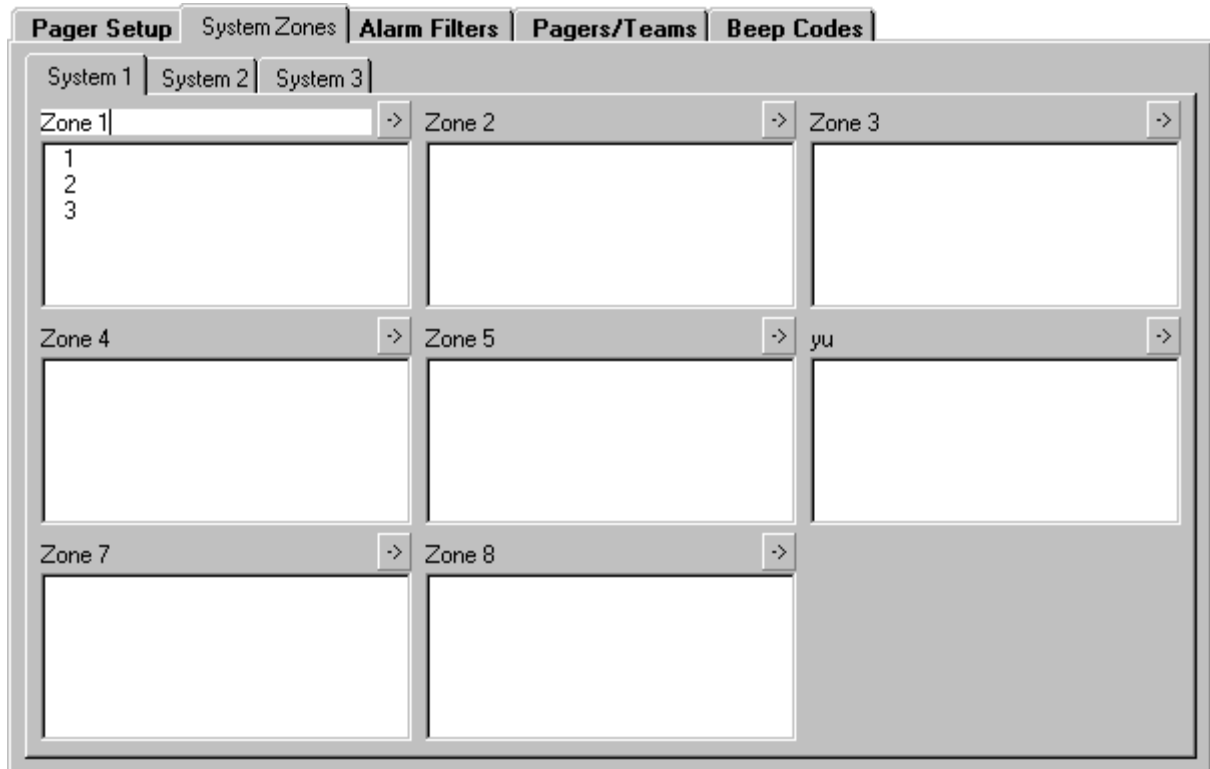 Pager Setup System Zones Alarm Filters Pagers/Teams Beep Codes
System 1 System 2 System 3
Zone 1 -> Zone 2 -> Zone 3 ->
1
2
3
Zone 4 -> Zone 5 -> yu ->
Zone 7 -> Zone 8 ->